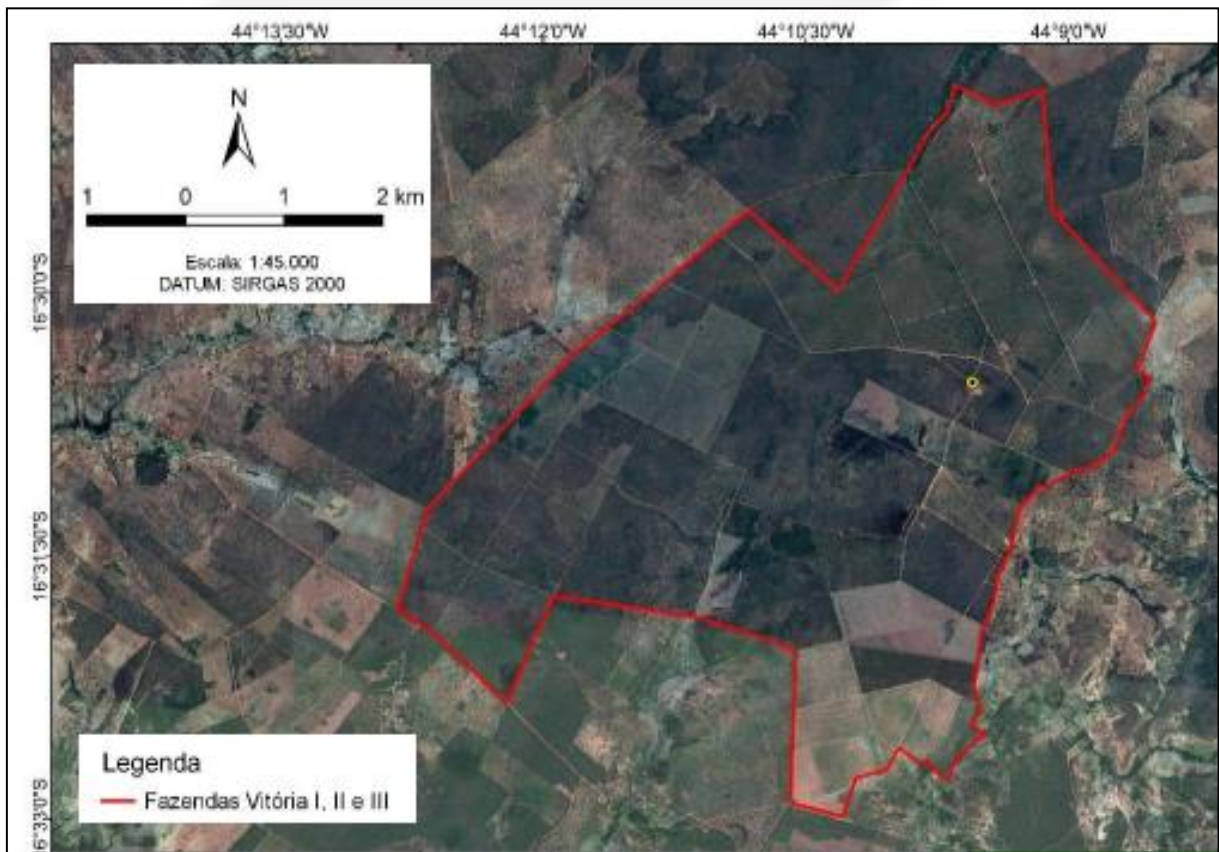 44°13'30"W 44°12'0"W 44°10'30"W 44°9'0"W
N
1 0 1 2 km
Escala: 1:45.000
DATUM: SIRGAS 2000
16°30'0"S
16°31'30"S
16°33'0"S
Legenda
Fazendas Vitória I, II e III